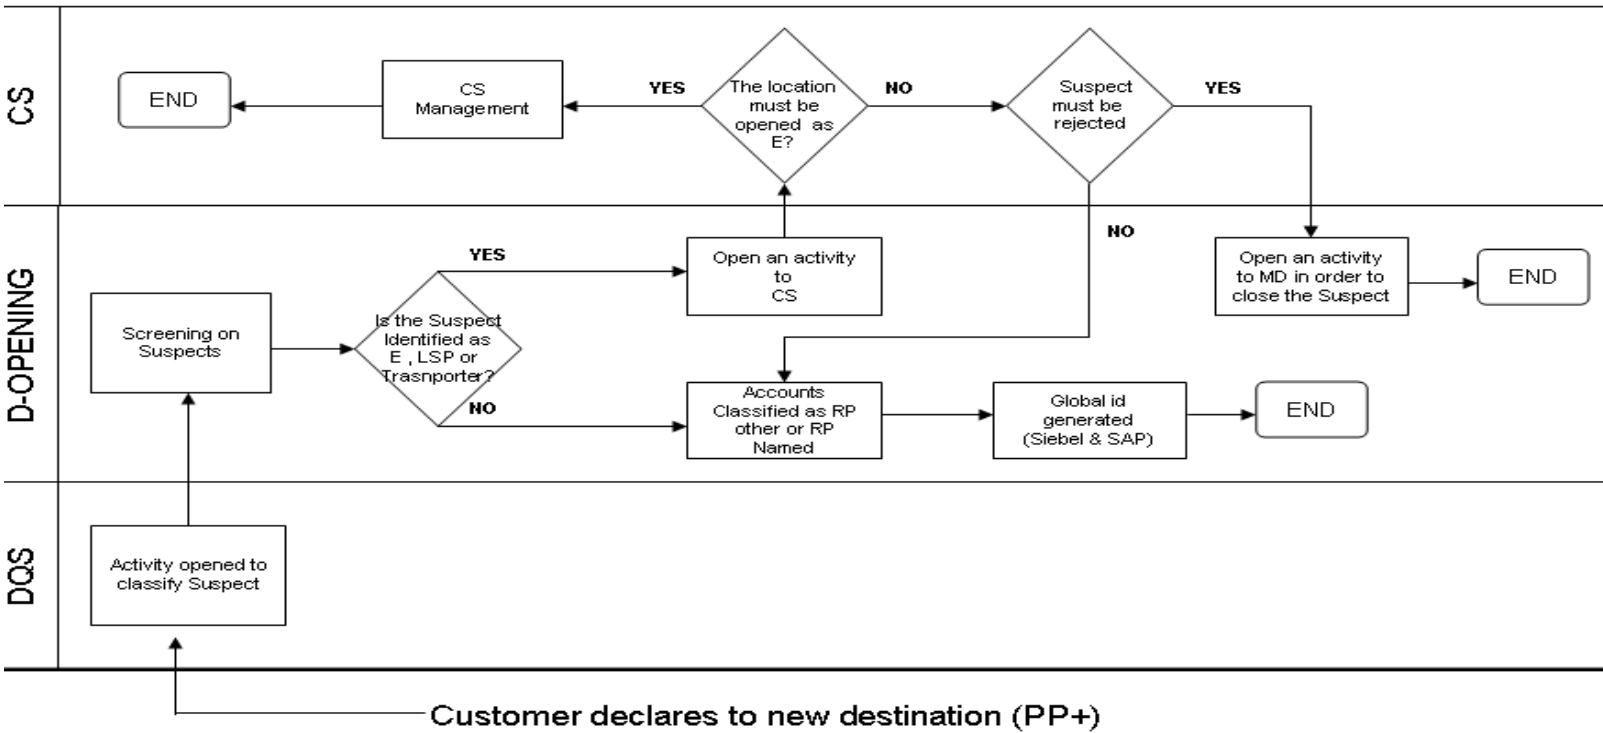 CS
END
CS
Management
YES
The location
must be
opened as
E?
NO
Suspect
must be
rejected
YES
D-OPENING
Screening on
Suspects
Is the Suspect
Identified as
E , LSP or
Trasnporter?
YES
NO
Open an activity
to
CS
NO
Open an activity
to MD in order to
close the Suspect
END
Accounts
Classified as RP
other or RP
Named
Global id
generated
(Siebel & SAP)
END
DQS
Activity opened to
classify Suspect
Customer declares to new destination (PP+)